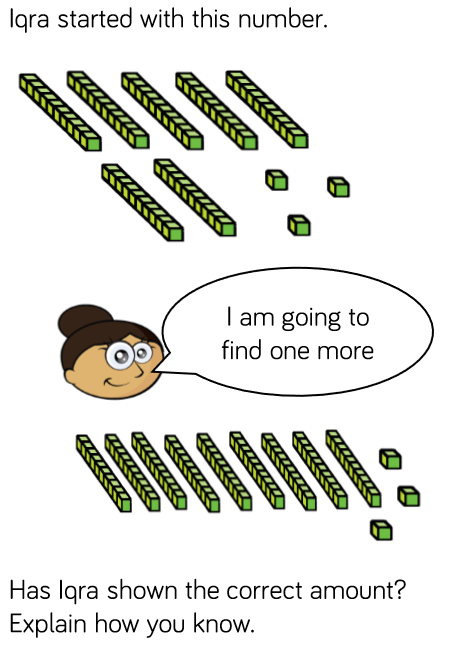 Iqra started with this number.
I am going to
find one more
Has Iqra shown the correct amount?
Explain how you know.